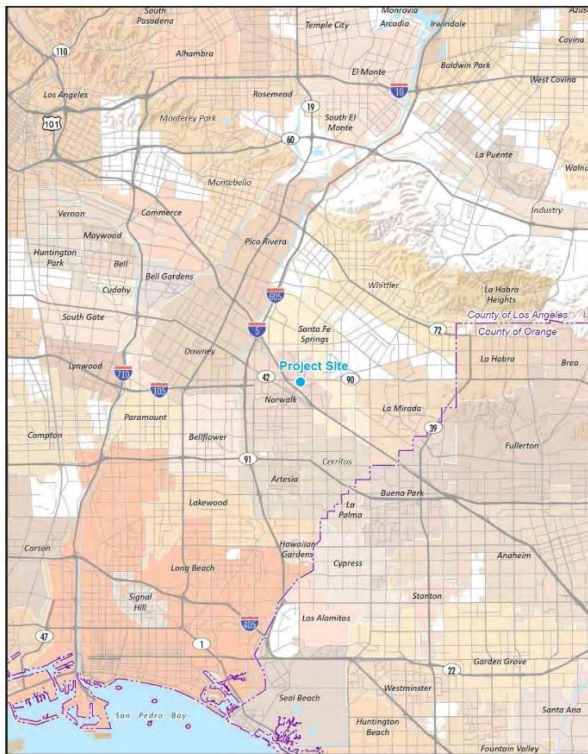 South
Pasadena
Temple City
Monrovia
Arcadia
Irwindale
Azus
Covina
110
Alhambra
Baldwin Park
El Monte
West Covina
Los Angeles
Rosemead
19
10
South El
Monte
101
Monterey Park
60
La Puente
Walnu
Montebello
Vernon
Commerce
Industry
Maywood
Pico Rivera
Huntington
Park
Bell
Bell Gardens
Cudahy
Whittier
La Habra
Heights
605
South Gate
Santa Fe
Springs
County of Los Angeles
5
72
County of Orange
Downey
La Habra
Brea
Lynwood
Project Site
710
42
90
105
Norwalk
Paramount
La Mirada
39
Compton
Bellflower
Fullerton
91
Cerritos
Artesia
Lakewood
Buena Park
La
Palma
Hawaiian
Gardens
Carson
Long Beach
Cypress
Anaheim
Signal
Hill
Stanton
405
Los Alamitos
47
1
22
Garden Grove
Westminster
San Pedro Bay
Seal Beach
Santa Ana
Huntington
Beach
Fountain Valley